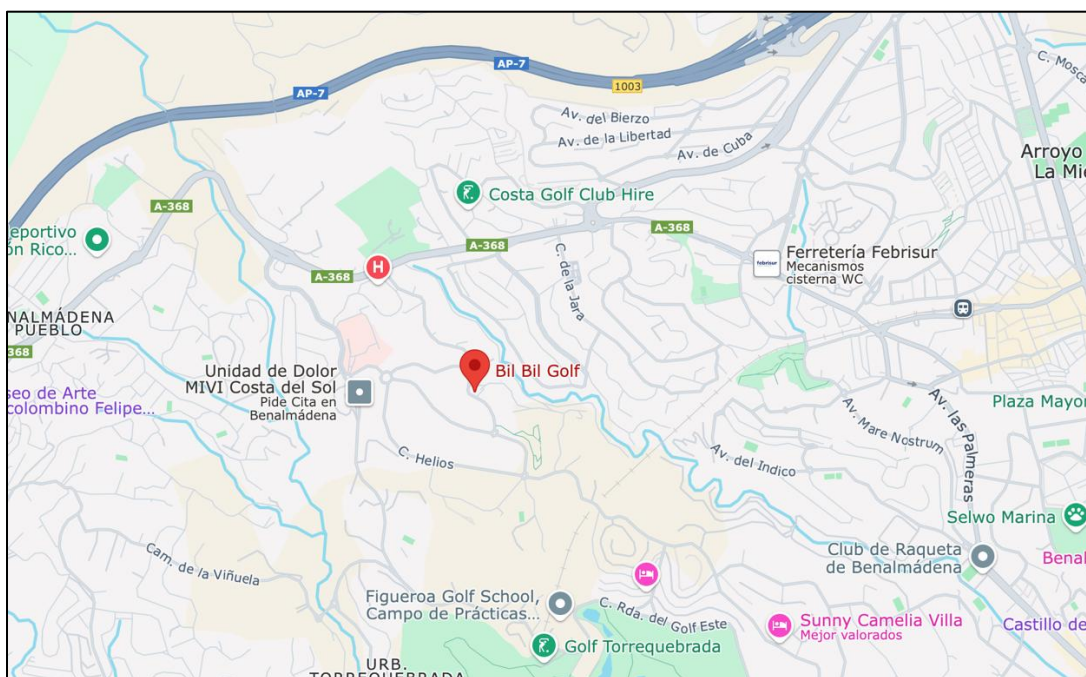 AP-7
AP-7
1003
C. Mosca
Av. del Bierzo
Av. de la Libertad
Av. de Cuba
Arroyo
La Mie
Costa Golf Club Hire
A-368
A-368
A-368
A-368
eportivo
ón Rico...
Ferretería Febrisur
Mecanismos
cisterna WC
febrisur
C. de la Jara
H
NALMÁDENA
PUEBLO
368
Unidad de Dolor
MIVI Costa del Sol
Pide Cita en
Benalmádena
Bil Bil Golf
seo de Arte
colombino Felipe...
Plaza Mayor
Av. las Palmeras
Av. Mare Nostrum
Av. del Indico
C. Helios
Selwo Marina
Club de Raqueta
de Benalmádena
Benal
Cam. de la Viñuela
Figueroa Golf School,
Campo de Prácticas...
C. Rda. del Golf Este
Sunny Camelia Villa
Mejor valorados
Castillo de
Golf Torrequebrada
URB.
TORREQUEBRADA